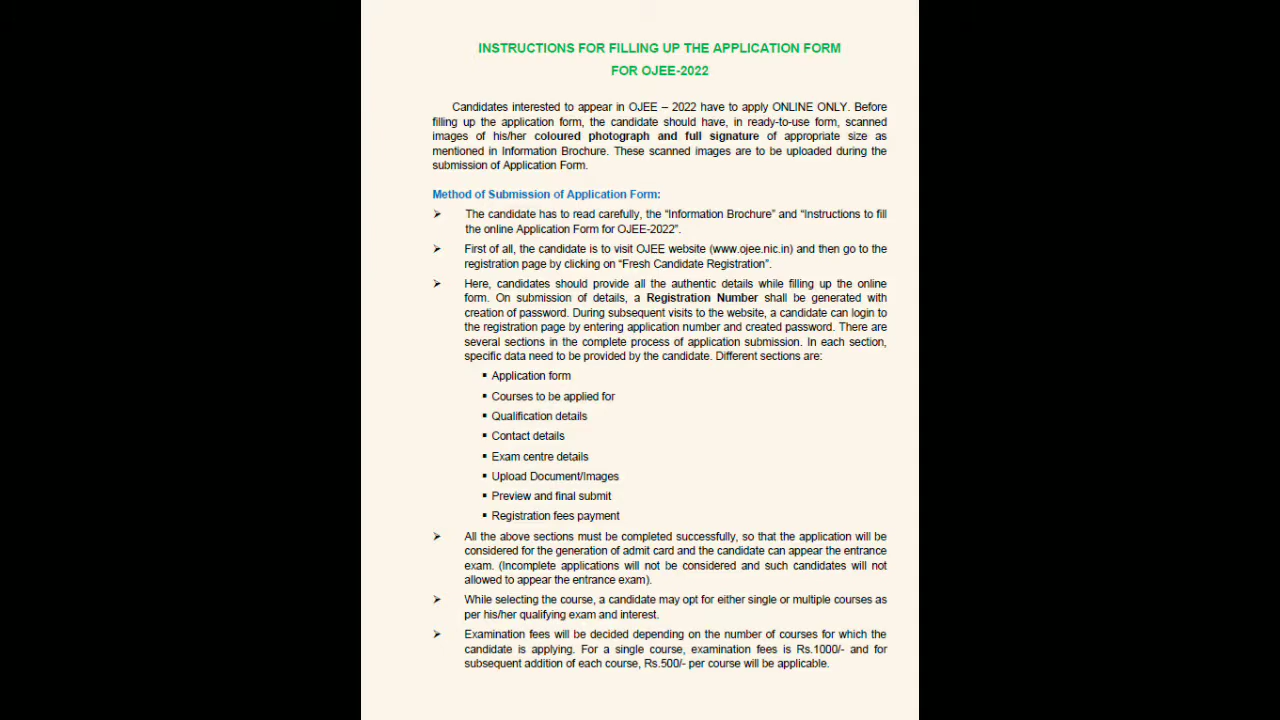 INSTRUCTIONS FOR FILLING UP THE APPLICATION FORM
FOR OJEE-2022
Candidates interested to appear in OJEE – 2022 have to apply ONLINE ONLY. Before
filling up the application form, the candidate should have, in ready-to-use form, scanned
images of his/her coloured photograph and full signature of appropriate size as
mentioned in Information Brochure. These scanned images are to be uploaded during the
submission of Application Form.
Method of Submission of Application Form:
➢ The candidate has to read carefully, the “Information Brochure” and “Instructions to fill
the online Application Form for OJEE-2022”.
➢ First of all, the candidate is to visit OJEE website (www.ojee.nic.in) and then go to the
registration page by clicking on “Fresh Candidate Registration”.
➢ Here, candidates should provide all the authentic details while filling up the online
form. On submission of details, a Registration Number shall be generated with
creation of password. During subsequent visits to the website, a candidate can login to
the registration page by entering application number and created password. There are
several sections in the complete process of application submission. In each section,
specific data need to be provided by the candidate. Different sections are:
▪ Application form
▪ Courses to be applied for
▪ Qualification details
▪ Contact details
▪ Exam centre details
▪ Upload Document/Images
▪ Preview and final submit
▪ Registration fees payment
➢ All the above sections must be completed successfully, so that the application will be
considered for the generation of admit card and the candidate can appear the entrance
exam. (Incomplete applications will not be considered and such candidates will not
allowed to appear the entrance exam).
➢ While selecting the course, a candidate may opt for either single or multiple courses as
per his/her qualifying exam and interest.
➢ Examination fees will be decided depending on the number of courses for which the
candidate is applying. For a single course, examination fees is Rs.1000/- and for
subsequent addition of each course, Rs.500/- per course will be applicable.